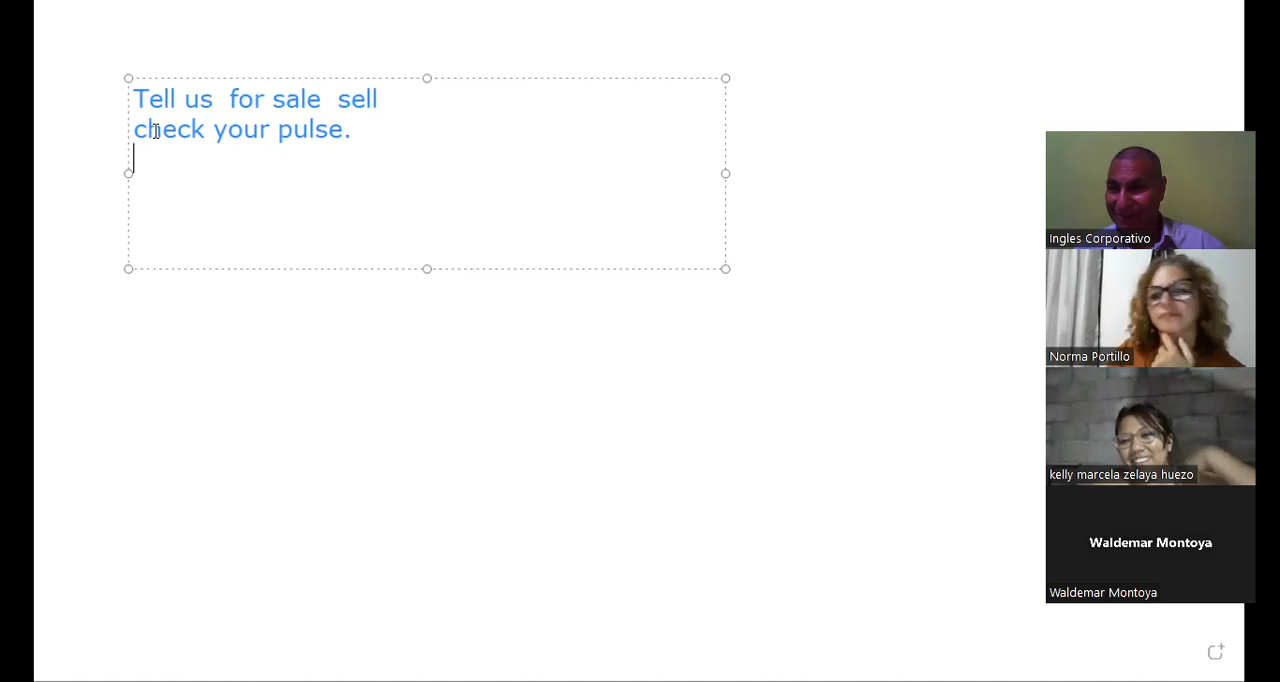 Tell us  for sale  sell
check your pulse.
Ingles Corporativo
Norma Portillo
kelly marcela zelaya huezo
Waldemar Montoya
Waldemar Montoya